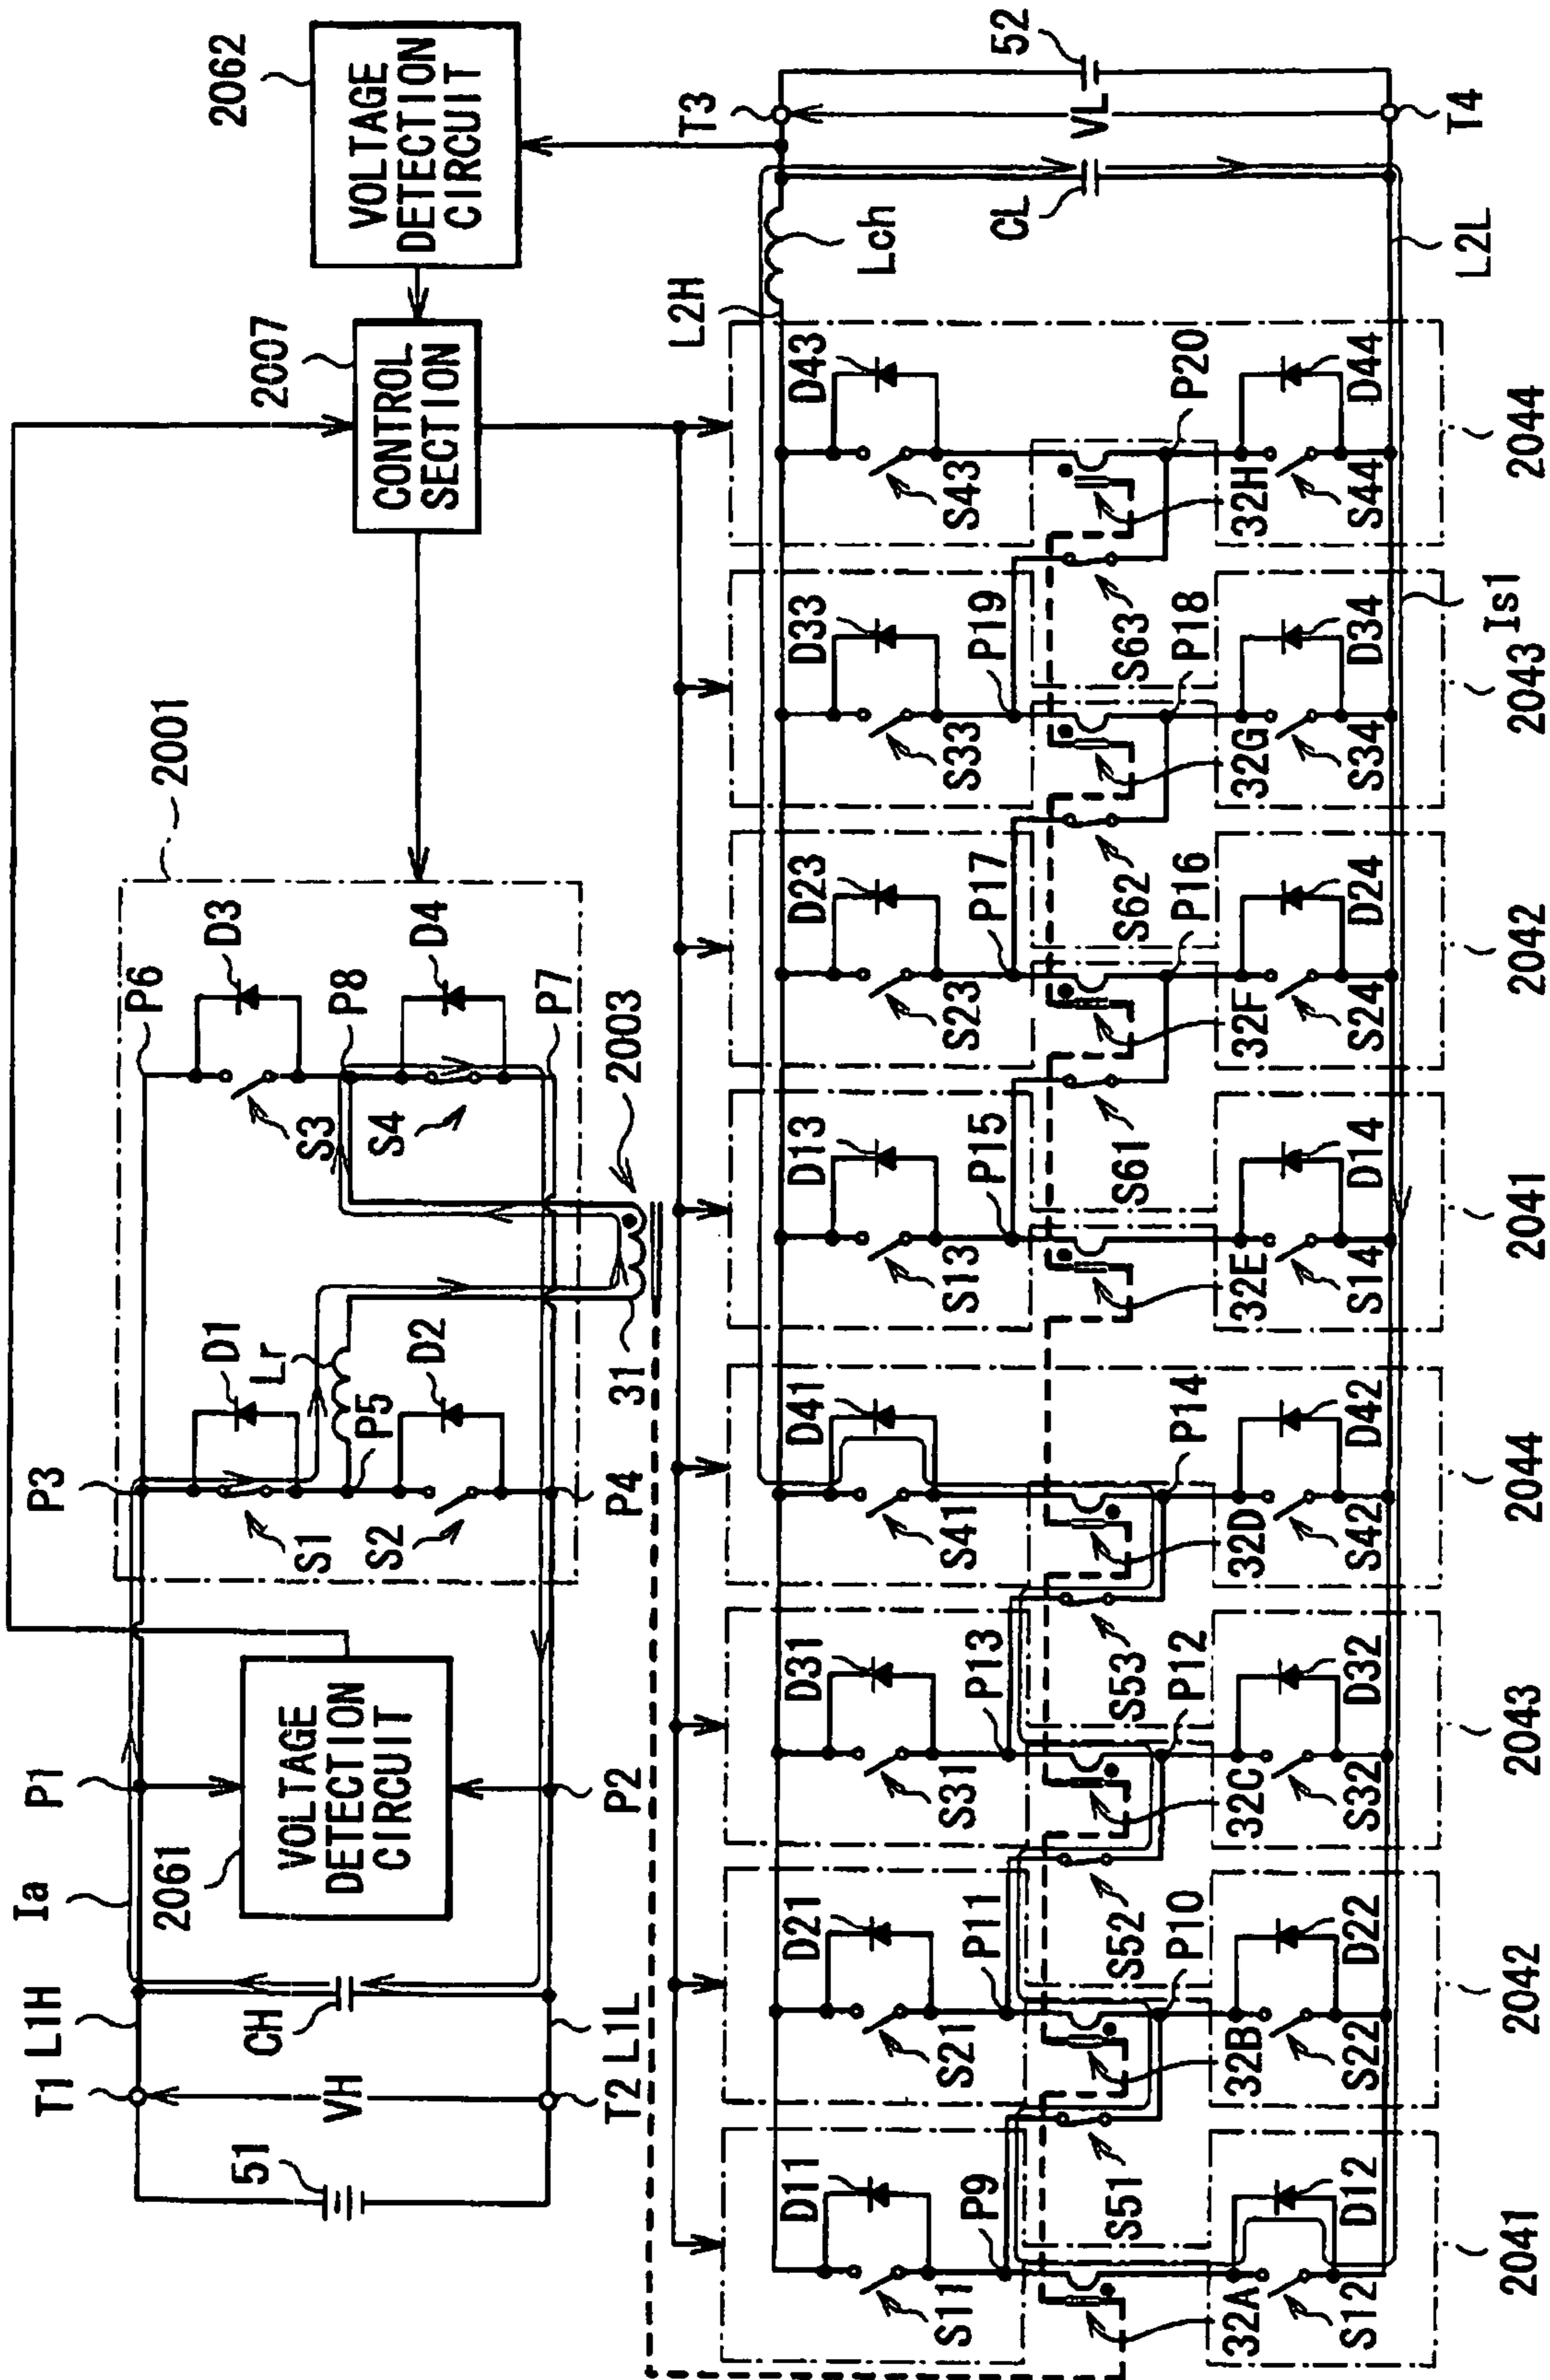 2062
VOLTAGE
DETECTION
CIRCUIT
2007
CONTROL
SECTION
2001
P3
P6
D1
Lr
D3
S1
P5
S3
P8
D2
D4
S2
S4
P4
P7
31
2003
T1
L1H
Ia
P1
51
VH
CH
2061
VOLTAGE
DETECTION
CIRCUIT
T2
L1L
P2
L2H
Lch
T3
52
CL
VL
T4
L2L
Is1
D11
D21
D31
D41
D13
D23
D33
D43
S11
S21
S31
S41
S13
S23
S33
S43
P9
P11
P13
P15
P17
P19
S51
S52
S53
S61
S62
S63
P10
P12
P14
P16
P18
P20
32A
32B
32C
32D
32E
32F
32G
32H
D12
D22
D32
D42
D14
D24
D34
D44
S12
S22
S32
S42
S14
S24
S34
S44
2041
2042
2043
2044
2041
2042
2043
2044